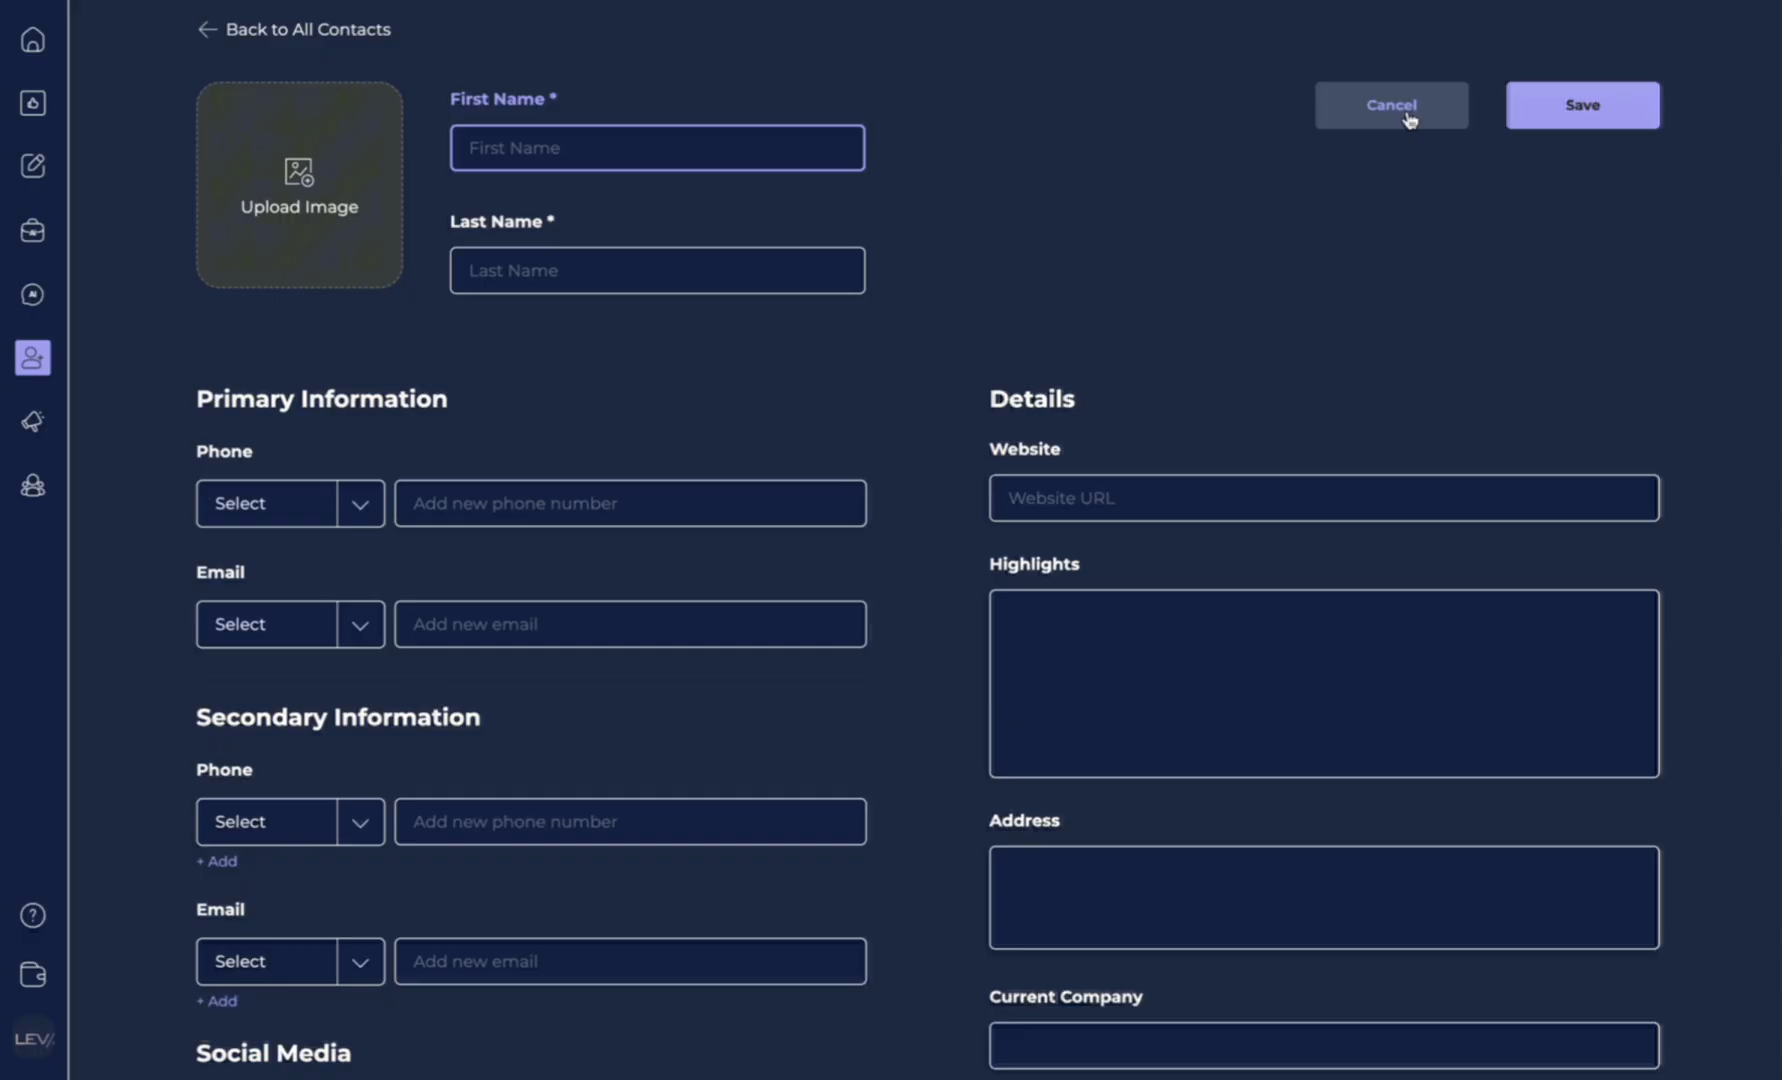 Back to All Contacts
First Name *
First Name
Cancel
Save
Upload Image
Last Name *
Last Name
Primary Information
Phone
Select
Add new phone number
Email
Select
Add new email
Secondary Information
Phone
Select
Add new phone number
+ Add
Email
Select
Add new email
+ Add
Social Media
Details
Website
Website URL
Highlights
Address
Current Company
AI
AI
?